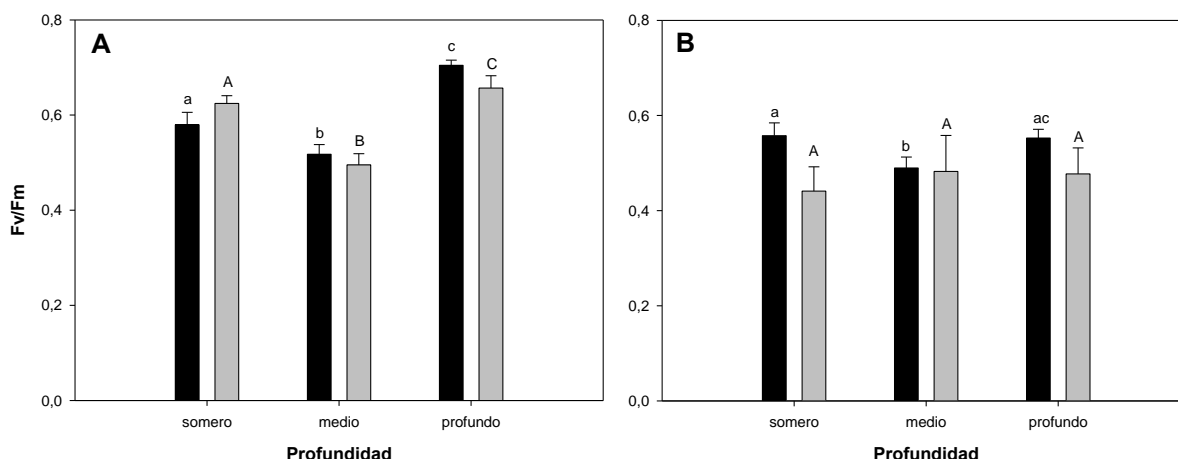 A
0,8
0,6
0,4
0,2
0,0
Fv/Fm
a
A
b
B
c
C
somero
medio
profundo
Profundidad
B
0,8
0,6
0,4
0,2
0,0
a
A
b
A
ac
A
somero
medio
profundo
Profundidad